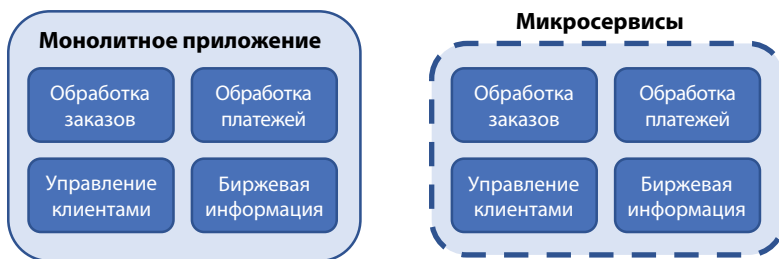 Монолитное приложение
Обработка
заказов
Обработка
платежей
Управление
клиентами
Биржевая
информация
Микросервисы
Обработка
заказов
Обработка
платежей
Управление
клиентами
Биржевая
информация